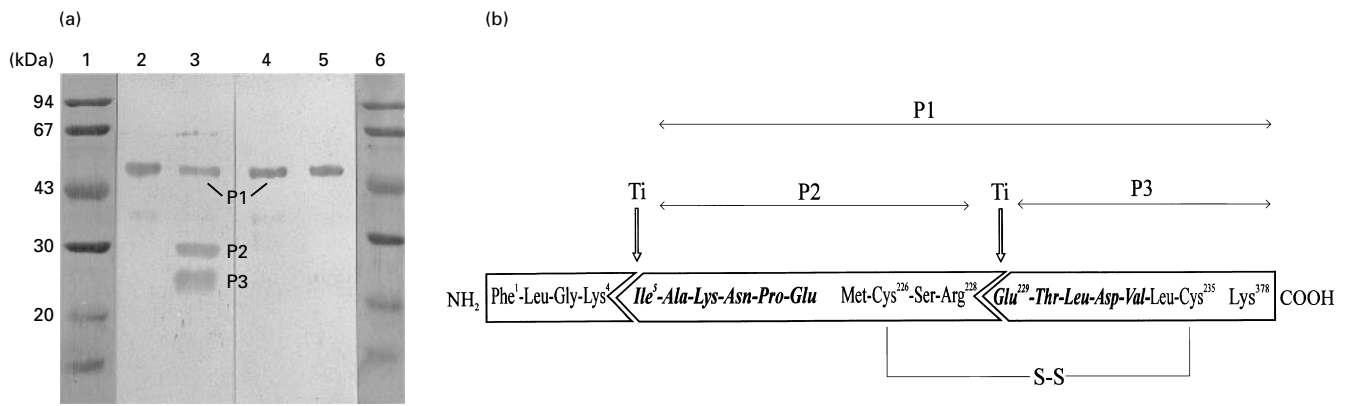 (a)
(kDa) 1 2 3 4 5 6
94
67
43
30
20
P1
P2
P3
(b)
P1
Ti P2 Ti P3
NH₂ Phe¹-Leu-Gly-Lys⁴ Ile⁵-Ala-Lys-Asn-Pro-Glu Met-Cys²²⁶-Ser-Arg²²⁸ Glu²²⁹-Thr-Leu-Asp-Val-Leu-Cys²³⁵ Lys³⁷⁸ COOH
S-S